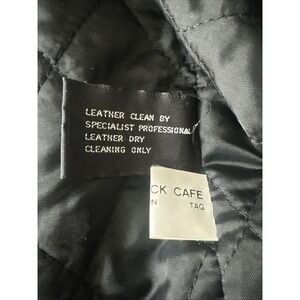 LEATHER CLEAN BY
SPECIALIST PROFESSIONAL
LEATHER DRY
CLEANING ONLY
CK CAFE
N TAG